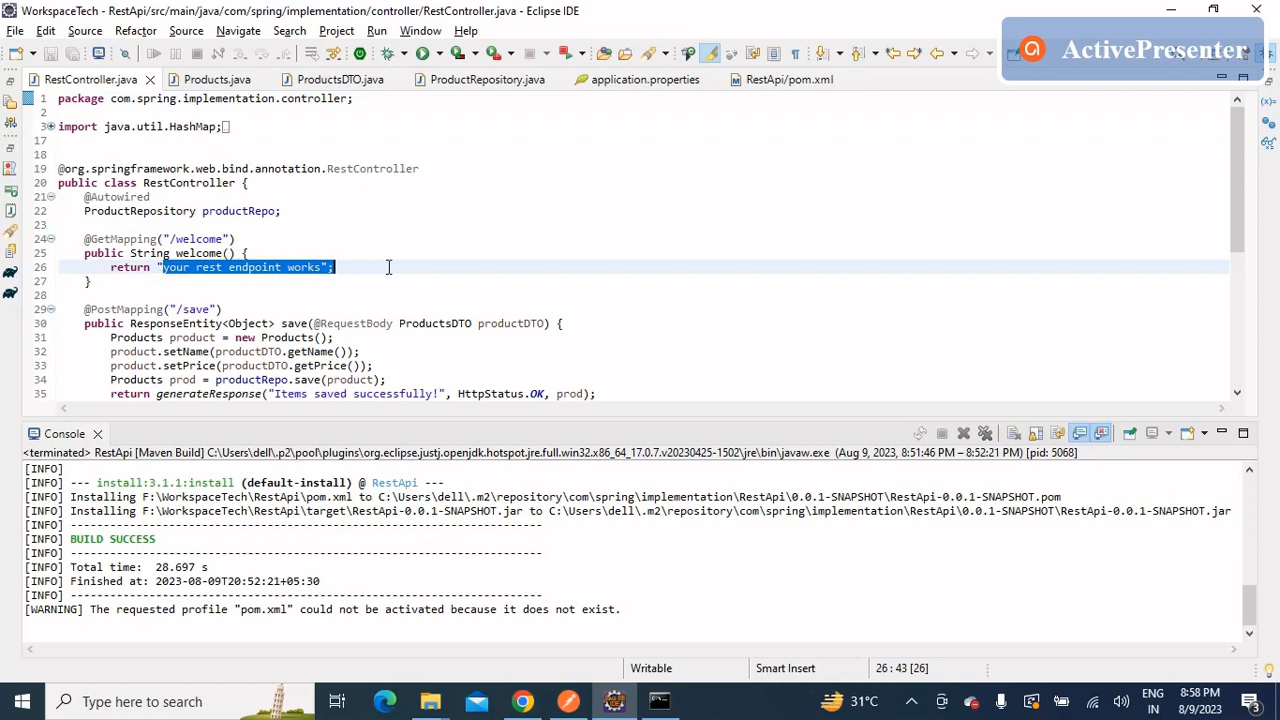 WorkspaceTech - RestApi/src/main/java/com/spring/implementation/controller/RestController.java - Eclipse IDE
File Edit Source Refactor Source Navigate Search Project Run Window Help
ActivePresenter
RestController.java Products.java ProductsDTO.java ProductRepository.java application.properties RestApi/pom.xml
1 package com.spring.implementation.controller;
2
3 import java.util.HashMap;
17
18
19 @org.springframework.web.bind.annotation.RestController
20 public class RestController {
21 @Autowired
22 ProductRepository productRepo;
23
24 @GetMapping("/welcome")
25 public String welcome() {
26 return "your rest endpoint works";
27 }
28
29 @PostMapping("/save")
30 public ResponseEntity<Object> save(@RequestBody ProductsDTO productDTO) {
31 Products product = new Products();
32 product.setName(productDTO.getName());
33 product.setPrice(productDTO.getPrice());
34 Products prod = productRepo.save(product);
35 return generateResponse("Items saved successfully!", HttpStatus.OK, prod);
Console
<terminated> RestApi [Maven Build] C:\Users\dell\.p2\pool\plugins\org.eclipse.justj.openjdk.hotspot.jre.full.win32.x86_64_17.0.7.v20230425-1502\jre\bin\javaw.exe (Aug 9, 2023, 8:51:46 PM – 8:52:21 PM) [pid: 5068]
[INFO]
[INFO] --- install:3.1.1:install (default-install) @ RestApi ---
[INFO] Installing F:\WorkspaceTech\RestApi\pom.xml to C:\Users\dell\.m2\repository\com\spring\implementation\RestApi\0.0.1-SNAPSHOT\RestApi-0.0.1-SNAPSHOT.pom
[INFO] Installing F:\WorkspaceTech\RestApi\target\RestApi-0.0.1-SNAPSHOT.jar to C:\Users\dell\.m2\repository\com\spring\implementation\RestApi\0.0.1-SNAPSHOT\RestApi-0.0.1-SNAPSHOT.jar
[INFO] ------------------------------------------------------------------------
[INFO] BUILD SUCCESS
[INFO] ------------------------------------------------------------------------
[INFO] Total time:  28.697 s
[INFO] Finished at: 2023-08-09T20:52:21+05:30
[INFO] ------------------------------------------------------------------------
[WARNING] The requested profile "pom.xml" could not be activated because it does not exist.
Writable Smart Insert 26 : 43 [26]
Type here to search 31°C ENG IN 8:58 PM 8/9/2023 3